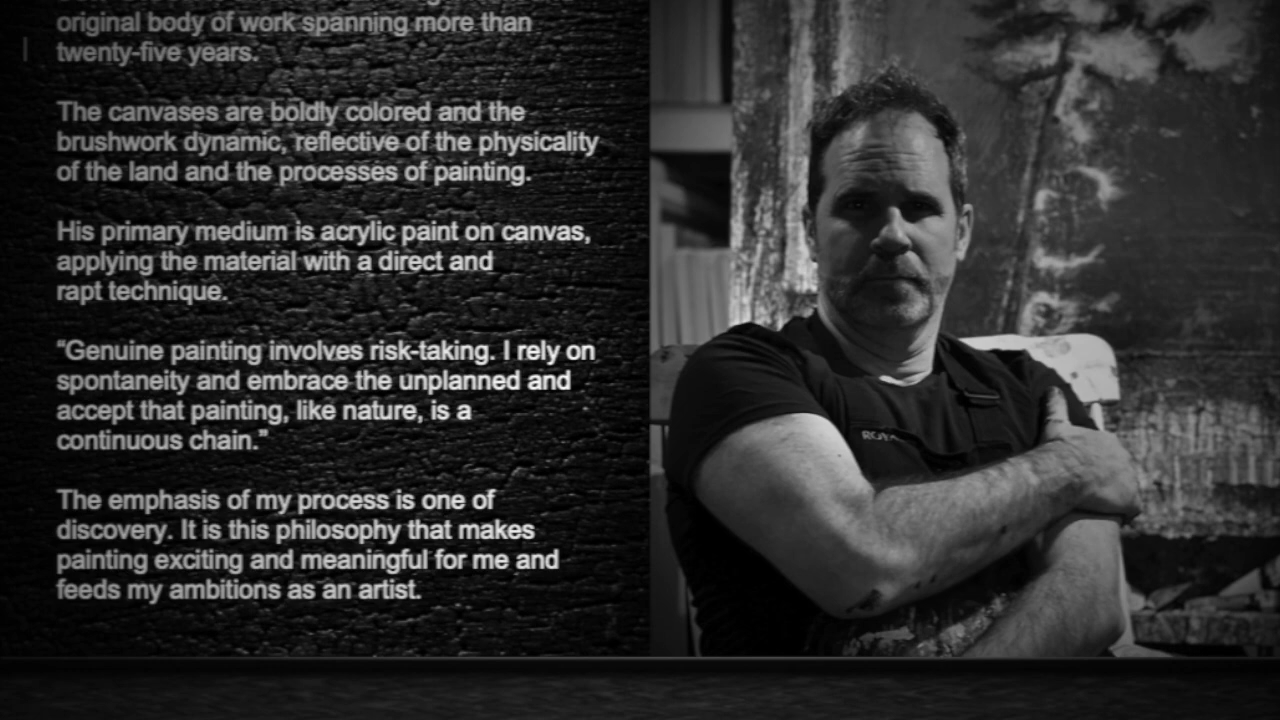 original body of work spanning more than
twenty-five years.
The canvases are boldly colored and the
brushwork dynamic, reflective of the physicality
of the land and the processes of painting.
His primary medium is acrylic paint on canvas,
applying the material with a direct and
rapt technique.
“Genuine painting involves risk-taking. I rely on
spontaneity and embrace the unplanned and
accept that painting, like nature, is a
continuous chain.”
The emphasis of my process is one of
discovery. It is this philosophy that makes
painting exciting and meaningful for me and
feeds my ambitions as an artist.